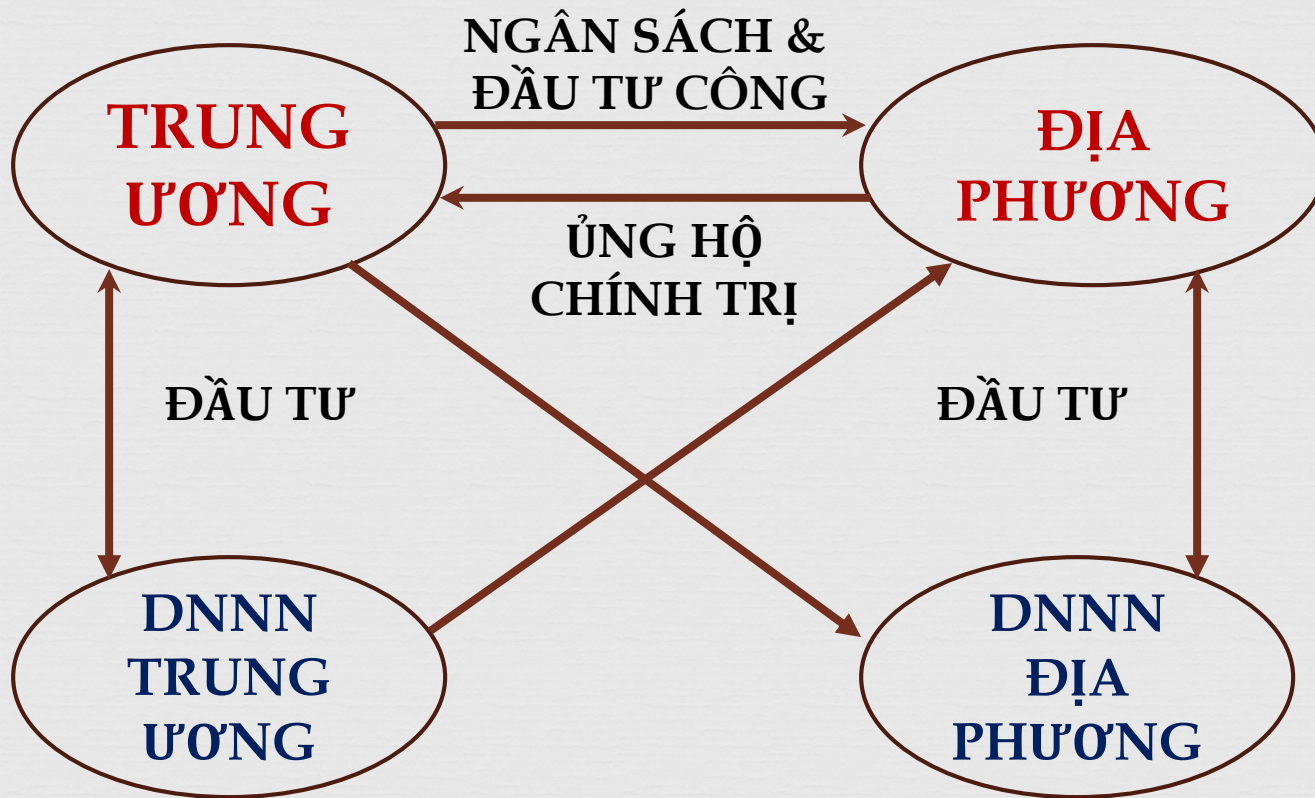 NGÂN SÁCH &
ĐẦU TƯ CÔNG
TRUNG
ƯƠNG
ĐỊA
PHƯƠNG
ỦNG HỘ
CHÍNH TRỊ
ĐẦU TƯ
ĐẦU TƯ
DNNN
TRUNG
ƯƠNG
DNNN
ĐỊA
PHƯƠNG